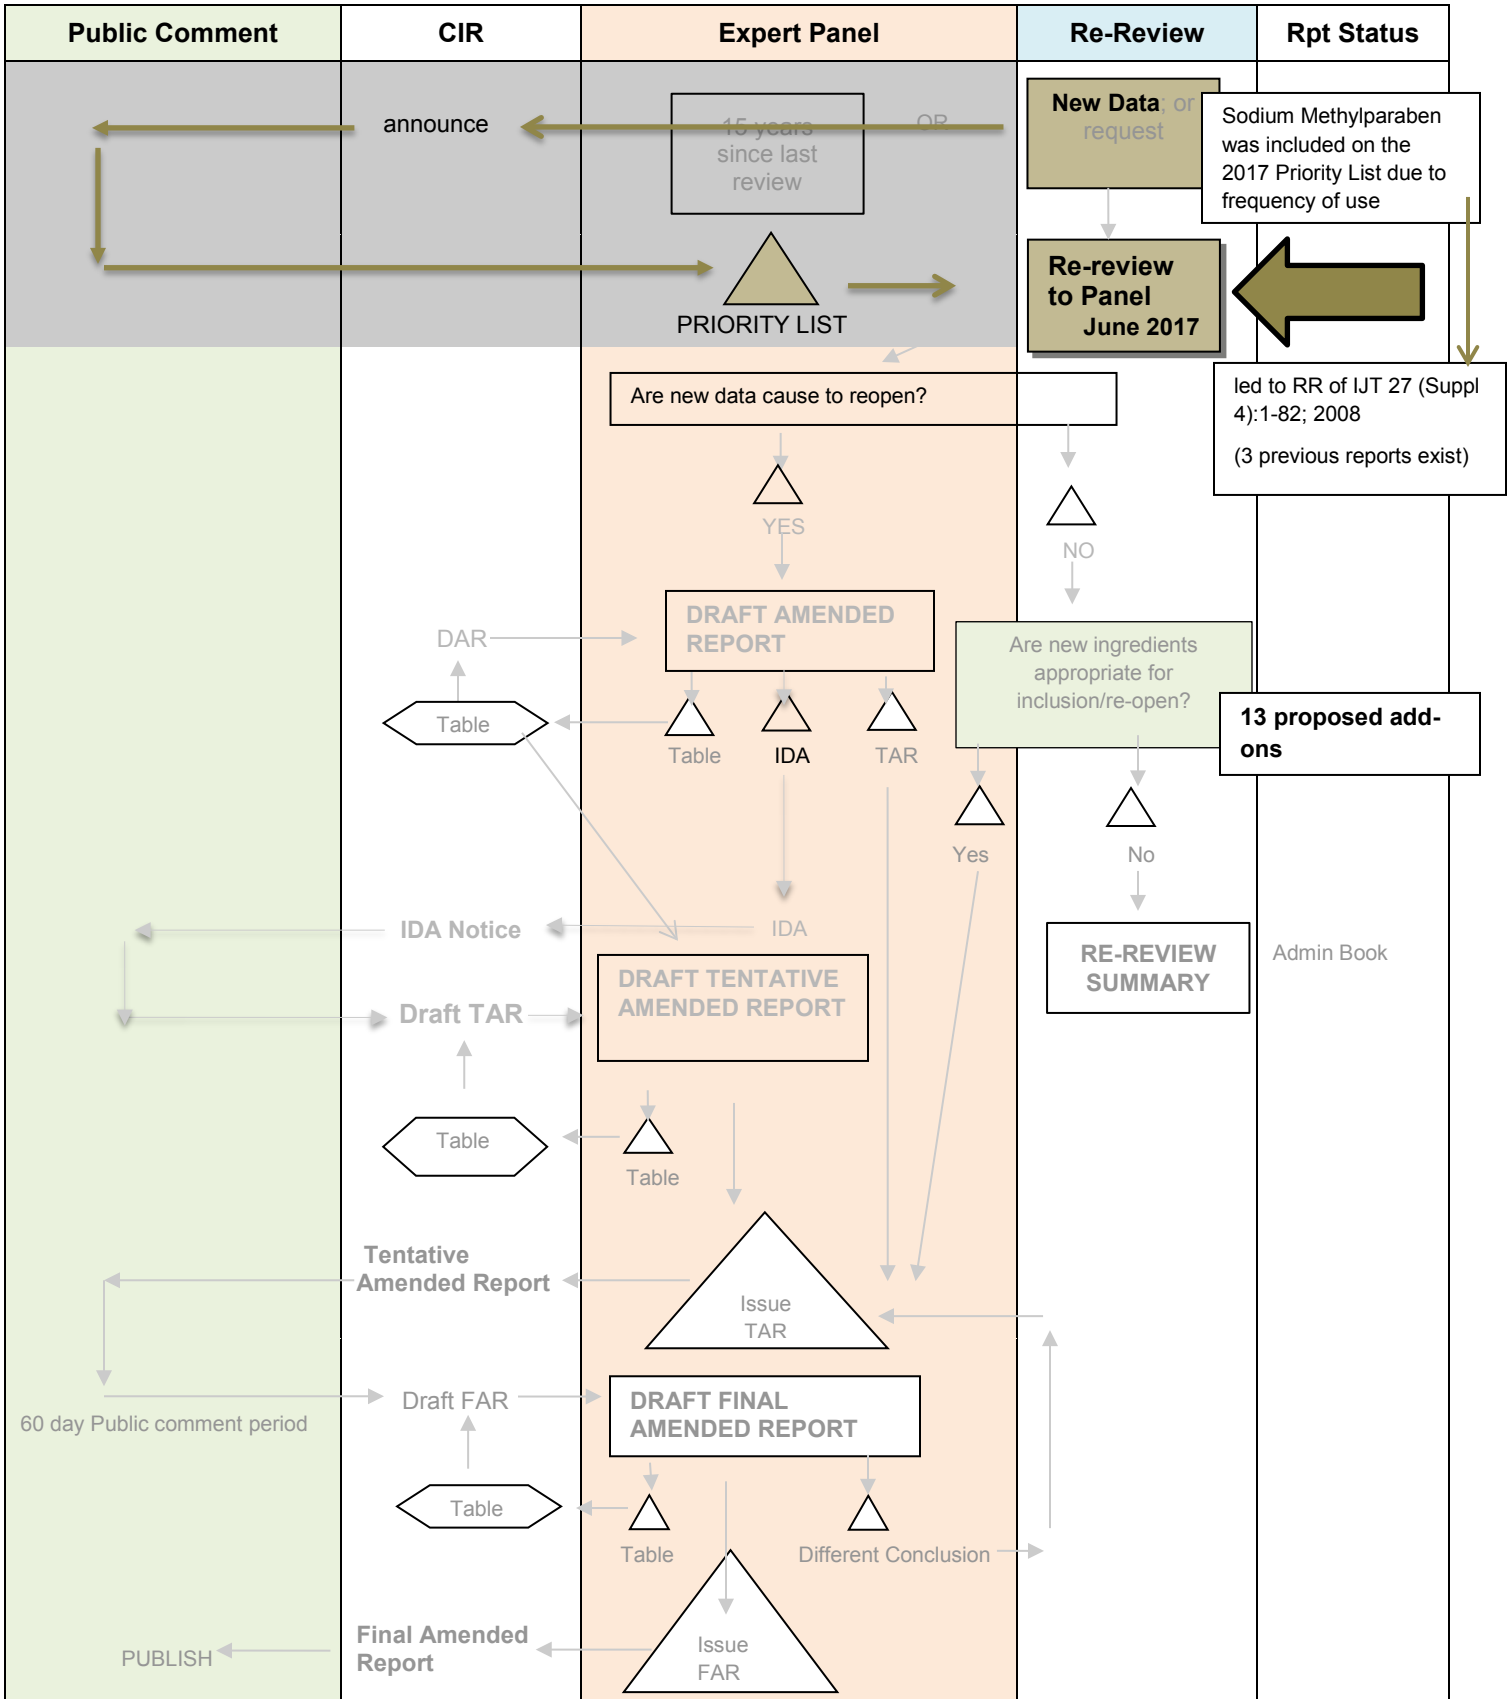 Public Comment
CIR
Expert Panel
Re-Review
Rpt Status
announce
15 years
since last
review
OR
New Data; or
request
Sodium Methylparaben
was included on the
2017 Priority List due to
frequency of use
PRIORITY LIST
Re-review
to Panel
June 2017
Are new data cause to reopen?
led to RR of IJT 27 (Suppl
4):1-82; 2008
(3 previous reports exist)
YES
NO
DAR
DRAFT AMENDED
REPORT
Are new ingredients
appropriate for
inclusion/re-open?
Table
Table
IDA
TAR
13 proposed add-
ons
Yes
No
IDA Notice
IDA
RE-REVIEW
SUMMARY
Admin Book
Draft TAR
DRAFT TENTATIVE
AMENDED REPORT
Table
Table
Tentative
Amended Report
Issue
TAR
60 day Public comment period
Draft FAR
DRAFT FINAL
AMENDED REPORT
Table
Table
Different Conclusion
PUBLISH
Final Amended
Report
Issue
FAR